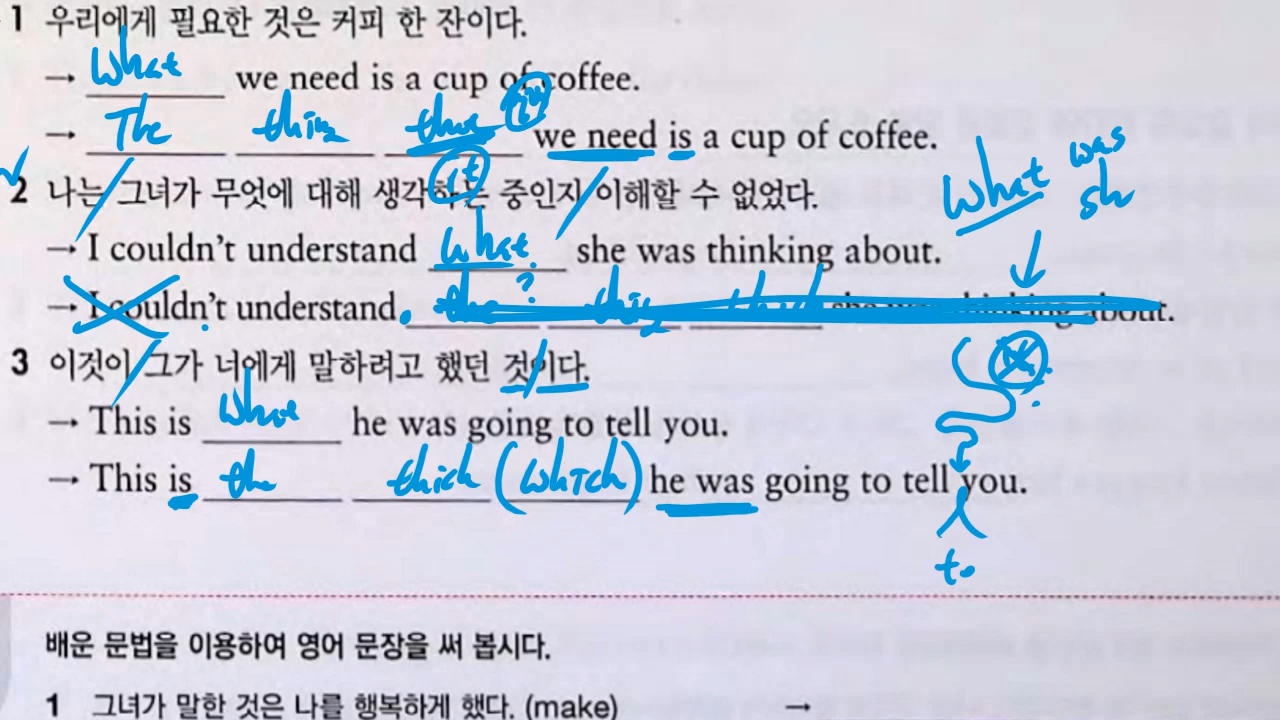 1 우리에게 필요한 것은 커피 한 잔이다.
→ What we need is a cup of coffee.
→ The we need is a cup of coffee.
What was she
2 나는 그녀가 무엇에 대해 생각하는 중인지 이해할 수 없었다.
→ I couldn't understand what she was thinking about.
→ I couldn't understand the she was thinking about.
3 이것이 그가 너에게 말하려고 했던 것이다.
→ This is what he was going to tell you.
→ This is the (which) he was going to tell you.
to
배운 문법을 이용하여 영어 문장을 써 봅시다.
1 그녀가 말한 것은 나를 행복하게 했다. (make) →